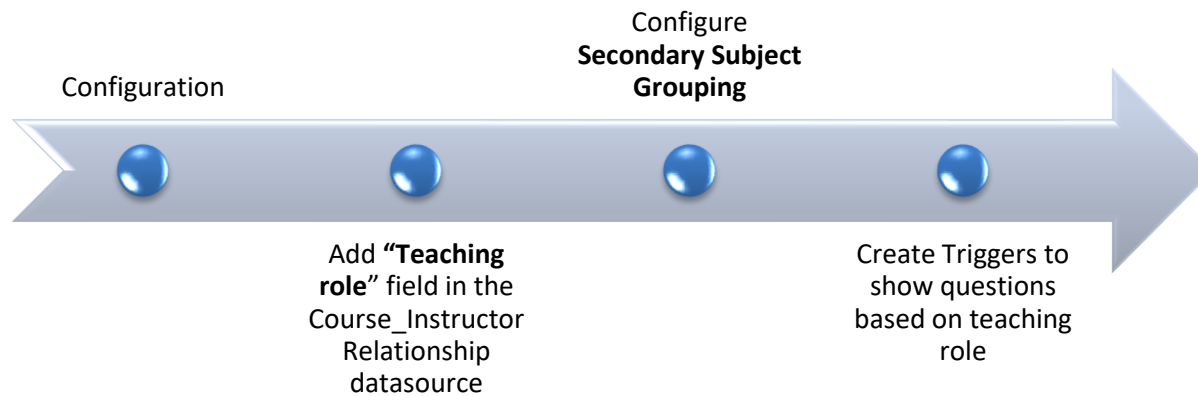 Configuration
Add “Teaching
role” field in the
Course_Instructor
Relationship
datasource
Configure
Secondary Subject
Grouping
Create Triggers to
show questions
based on teaching
role